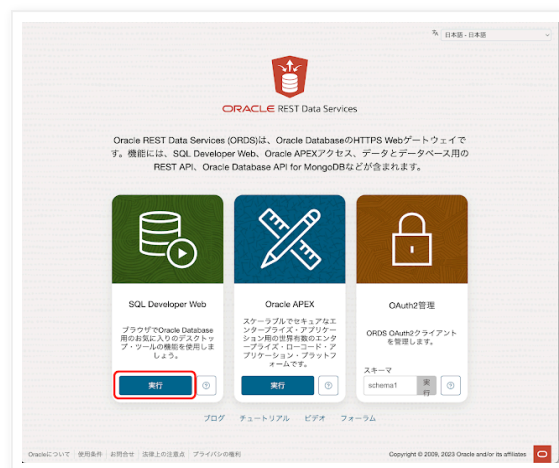 日本語 - 日本語
ORACLE REST Data Services
Oracle REST Data Services (ORDS)は、Oracle DatabaseのHTTPS Webゲートウェイで
す。機能には、SQL Developer Web、Oracle APEXアクセス、データとデータベース用の
REST API、Oracle Database API for MongoDBなどが含まれます。
SQL Developer Web
ブラウザでOracle Database
用のお気に入りのデスクトッ
プ・ツールの機能を使用しま
しょう。
実行
?
Oracle APEX
スケーラブルでセキュアなエ
ンタープライズ・アプリケー
ション用の世界有数のエンタ
ープライズ・ローコード・ア
プリケーション・プラットフ
ォームです。
実行
?
OAuth2管理
ORDS OAuth2クライアント
を管理します。
スキーマ
schema1
実
行
?
ブログ チュートリアル ビデオ フォーラム
Oracleについて 使用条件 お問合せ 法律上の注意点 プライバシの権利
Copyright © 2009, 2023 Oracle and/or its affiliates